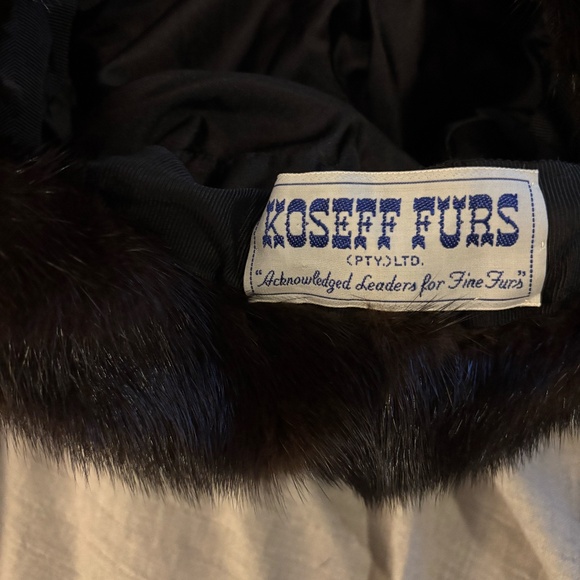 KOSEFF FURS
(PTY.) LTD.
"Acknowledged Leaders for Fine Furs"